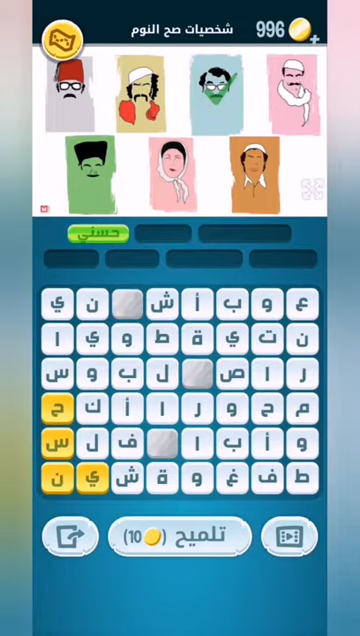 شخصيات صح النوم 996
حسني
ع و ب أ ش ن ي
ن ت ي ة ط و ي ا
ر ا ص ل ب و س
م ح و ر ا أ ك ح
و أ ب ا ف ل س
ط ف غ و ة ش ي ن
تلميح (10)